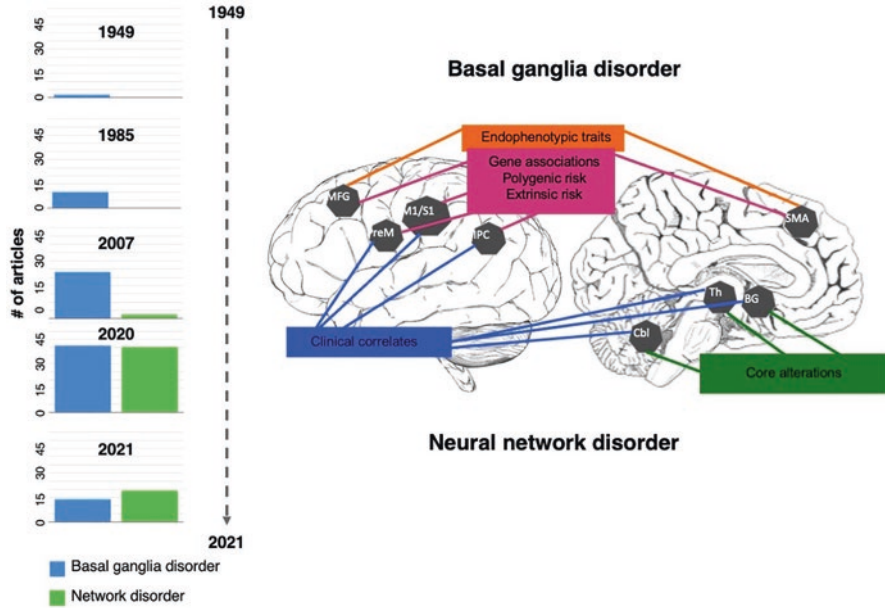 # of articles
45
30
15
0
1949
45
30
15
0
1985
45
30
15
0
2007
45
30
15
0
2020
45
30
15
0
2021
Basal ganglia disorder
Network disorder
1949
2021
Basal ganglia disorder
Endophenotypic traits
Gene associations
Polygenic risk
Extrinsic risk
MFG
M1/S1
reM
IPC
SMA
Th
BG
Cbl
Clinical correlates
Core alterations
Neural network disorder